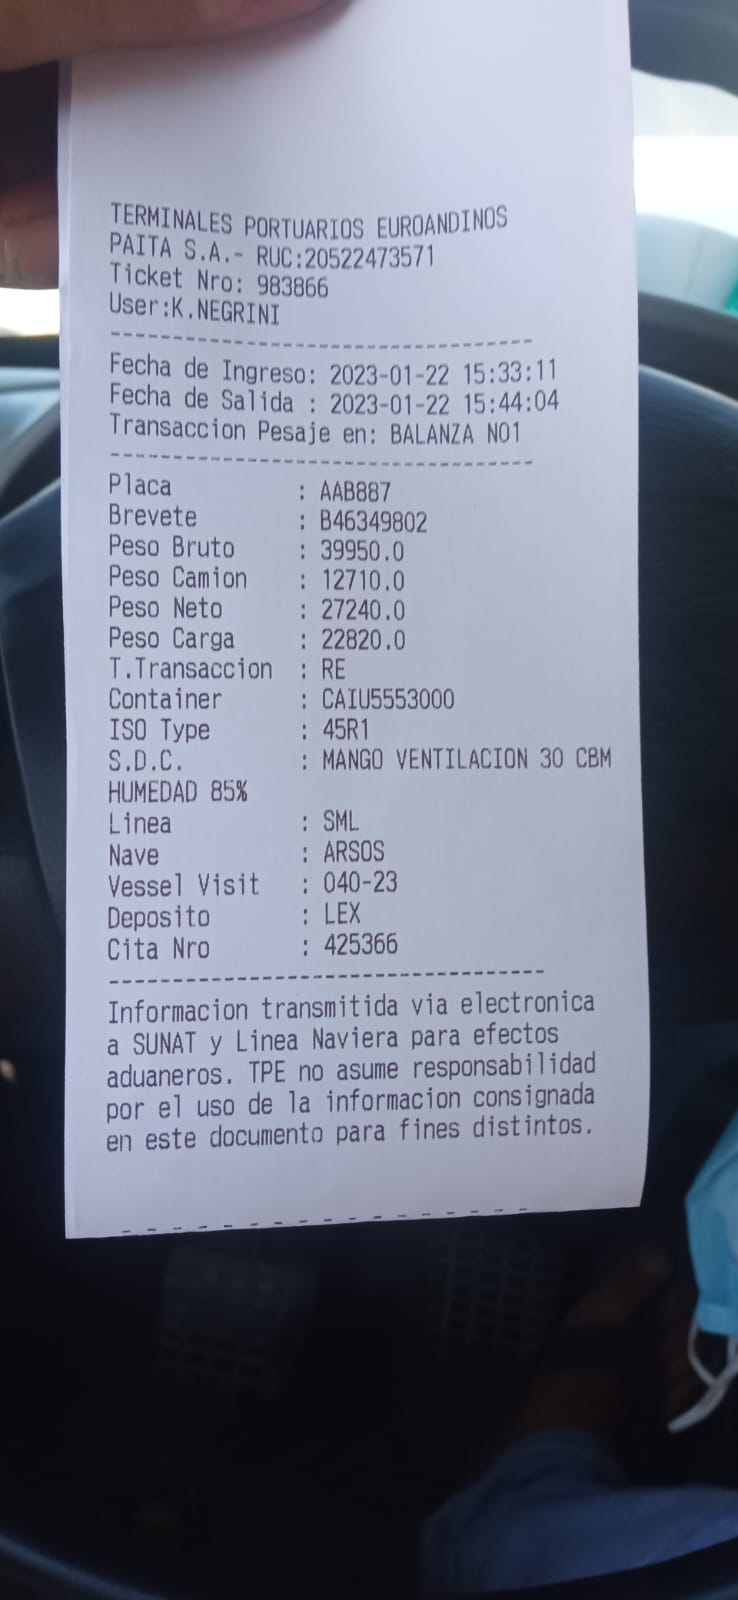 TERMINALES PORTUARIOS EUROANDINOS
PAITA S.A.- RUC:20522473571
Ticket Nro: 983866
User:K.NEGRINI
----------------------------------
Fecha de Ingreso: 2023-01-22 15:33:11
Fecha de Salida : 2023-01-22 15:44:04
Transaccion Pesaje en: BALANZA NO1
----------------------------------
Placa : AAB887
Brevete : B46349802
Peso Bruto : 39950.0
Peso Camion : 12710.0
Peso Neto : 27240.0
Peso Carga : 22820.0
T.Transaccion : RE
Container : CAIU5553000
ISO Type : 45R1
S.D.C. : MANGO VENTILACION 30 CBM
HUMEDAD 85%
Linea : SML
Nave : ARSOS
Vessel Visit : 040-23
Deposito : LEX
Cita Nro : 425366
----------------------------------
Informacion transmitida via electronica
a SUNAT y Linea Naviera para efectos
aduaneros. TPE no asume responsabilidad
por el uso de la informacion consignada
en este documento para fines distintos.